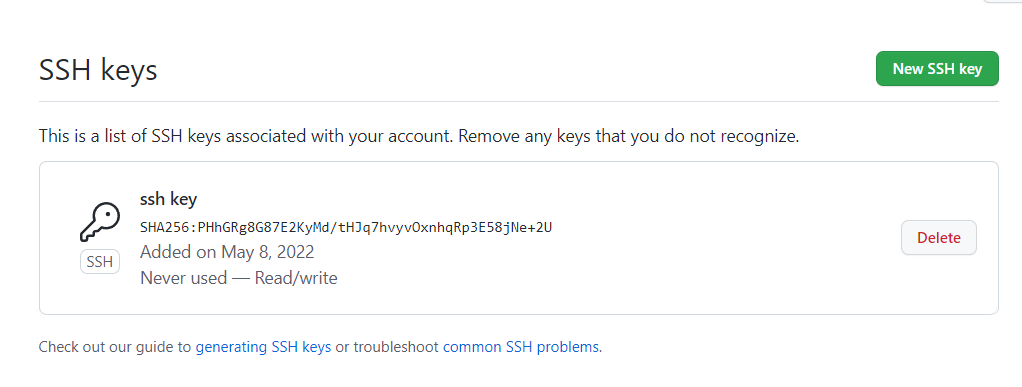 SSH keys
New SSH key
This is a list of SSH keys associated with your account. Remove any keys that you do not recognize.
ssh key
SHA256:PHhGRg8G87E2KyMd/tHJq7hvyvOxnhqRp3E58jNe+2U
Added on May 8, 2022
Never used — Read/write
SSH
Delete
Check out our guide to generating SSH keys or troubleshoot common SSH problems.